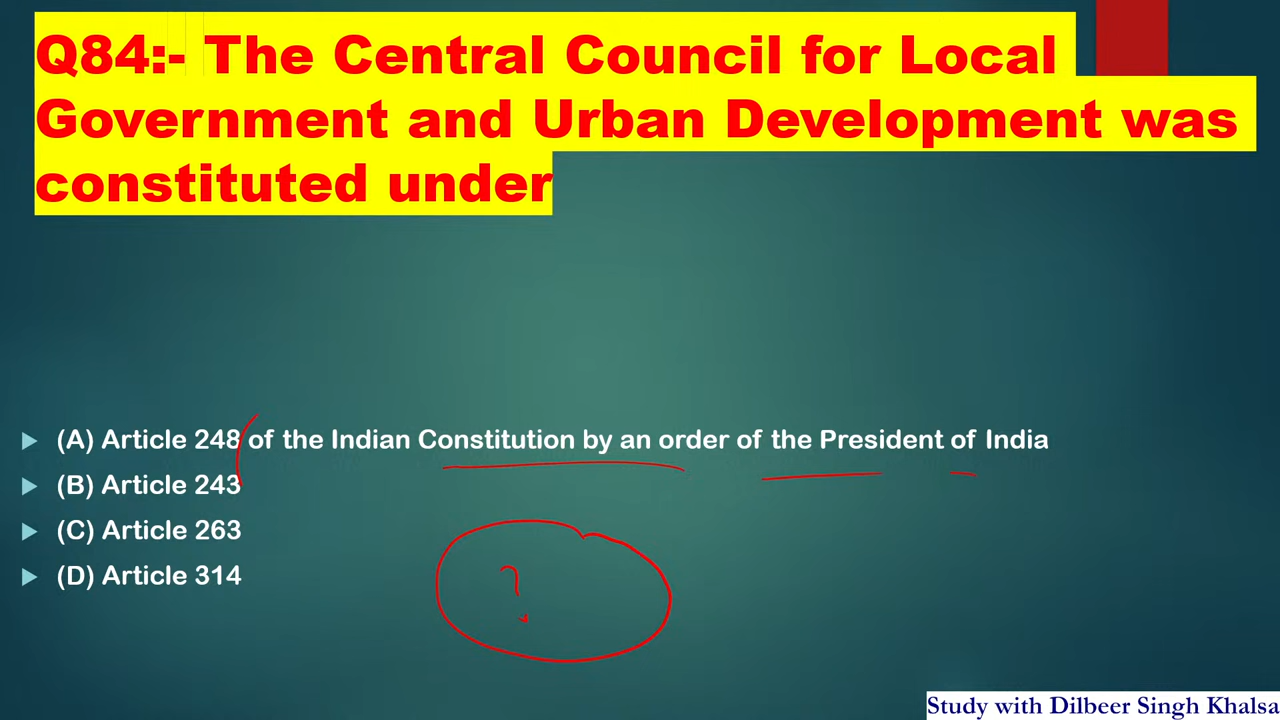 Q84:- The Central Council for Local
Government and Urban Development was
constituted under
(A) Article 248 of the Indian Constitution by an order of the President of India
(B) Article 243
(C) Article 263
(D) Article 314
?
Study with Dilbeer Singh Khalsa